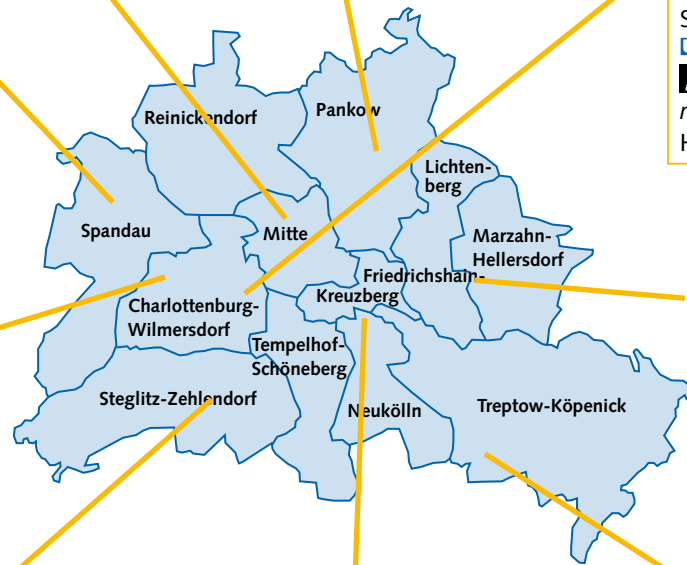 S
r
H
Reinickendorf
Pankow
Lichten-
berg
Spandau
Mitte
Marzahn-
Hellersdorf
Friedrichshain-
Kreuzberg
Charlottenburg-
Wilmersdorf
Tempelhof-
Schöneberg
Steglitz-Zehlendorf
Neukölln
Treptow-Köpenick